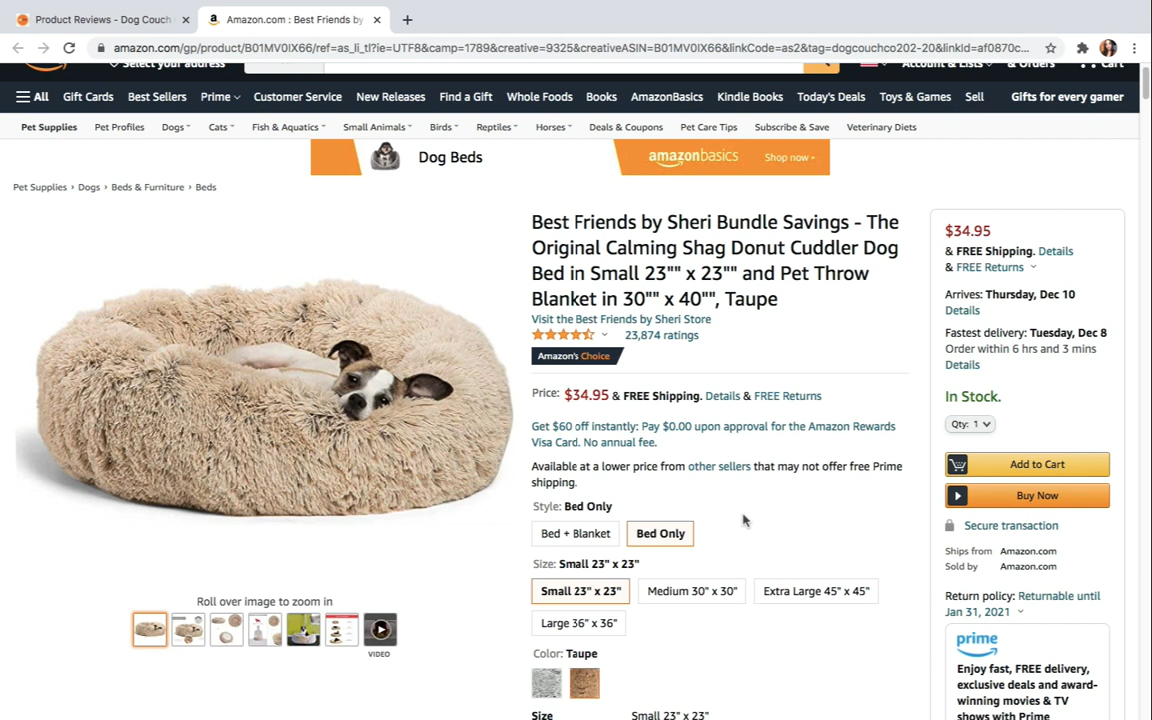 Product Reviews - Dog Couch
Amazon.com : Best Friends by
amazon.com/gp/product/B01MV0IX66/ref=as_li_tl?ie=UTF8&camp=1789&creative=9325&creativeASIN=B01MV0IX66&linkCode=as2&tag=dogcouchco202-20&linkId=af0870c...
Select your address
Account & Lists
& Orders
Cart
All Gift Cards Best Sellers Prime Customer Service New Releases Find a Gift Whole Foods Books AmazonBasics Kindle Books Today's Deals Toys & Games Sell Gifts for every gamer
Pet Supplies Pet Profiles Dogs Cats Fish & Aquatics Small Animals Birds Reptiles Horses Deals & Coupons Pet Care Tips Subscribe & Save Veterinary Diets
Dog Beds amazonbasics Shop now
Pet Supplies › Dogs › Beds & Furniture › Beds
Best Friends by Sheri Bundle Savings - The
Original Calming Shag Donut Cuddler Dog
Bed in Small 23"" x 23"" and Pet Throw
Blanket in 30"" x 40"", Taupe
Visit the Best Friends by Sheri Store
23,874 ratings
Amazon's Choice
Price: $34.95 & FREE Shipping. Details & FREE Returns
Get $60 off instantly: Pay $0.00 upon approval for the Amazon Rewards
Visa Card. No annual fee.
Available at a lower price from other sellers that may not offer free Prime
shipping.
Style: Bed Only
Bed + Blanket Bed Only
Size: Small 23" x 23"
Small 23" x 23" Medium 30" x 30" Extra Large 45" x 45"
Large 36" x 36"
Color: Taupe
Size Small 23" x 23"
Roll over image to zoom in
VIDEO
$34.95
& FREE Shipping. Details
& FREE Returns
Arrives: Thursday, Dec 10
Details
Fastest delivery: Tuesday, Dec 8
Order within 6 hrs and 3 mins
Details
In Stock.
Qty: 1
Add to Cart
Buy Now
Secure transaction
Ships from Amazon.com
Sold by Amazon.com
Return policy: Returnable until
Jan 31, 2021
prime
Enjoy fast, FREE delivery,
exclusive deals and award-
winning movies & TV
shows with Prime